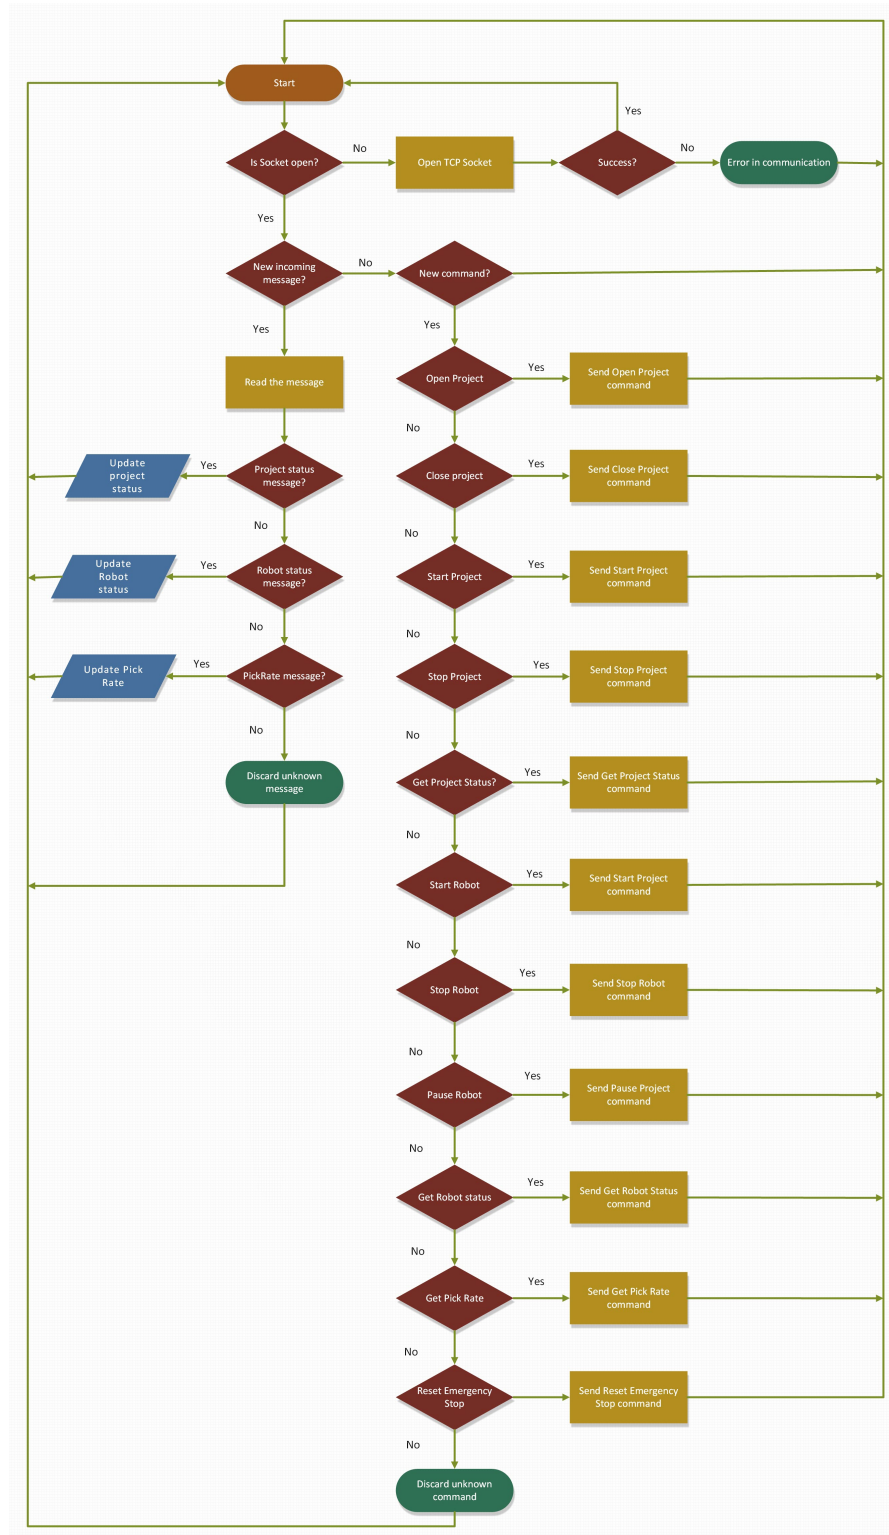 Start
Yes
Is Socket open?
No
Open TCP Socket
Success?
No
Error in communication
Yes
New incoming
message?
No
New command?
Yes
Yes
Read the message
Open Project
Yes
Send Open Project
command
No
Update
project
status
Yes
Project status
message?
Close project
Yes
Send Close Project
command
No
No
Update
Robot
status
Yes
Robot status
message?
Start Project
Yes
Send Start Project
command
No
No
Update Pick
Rate
Yes
PickRate message?
Stop Project
Yes
Send Stop Project
command
No
No
Discard unknown
message
Get Project Status?
Yes
Send Get Project Status
command
No
Start Robot
Yes
Send Start Project
command
No
Stop Robot
Yes
Send Stop Robot
command
No
Pause Robot
Yes
Send Pause Project
command
No
Get Robot status
Yes
Send Get Robot Status
command
No
Get Pick Rate
Yes
Send Get Pick Rate
command
No
Reset Emergency
Stop
Send Reset Emergency
Stop command
No
Discard unknown
command